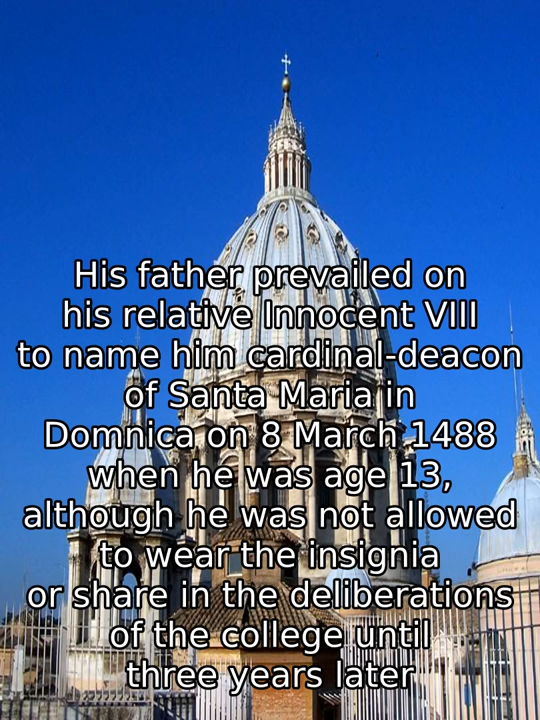 His father prevailed on
his relative Innocent VIII
to name him cardinal-deacon
of Santa Maria in
Domnica on 8 March 1488
when he was age 13,
although he was not allowed
to wear the insignia
or share in the deliberations
of the college until
three years later